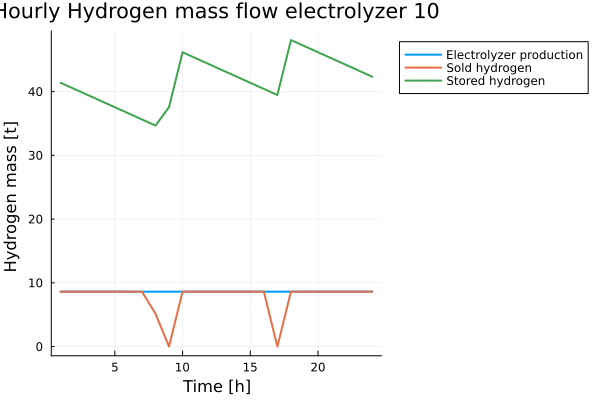 Hourly Hydrogen mass flow electrolyzer 10
Electrolyzer production
Sold hydrogen
Stored hydrogen
Hydrogen mass [t]
40
30
20
10
0
5
10
15
20
Time [h]